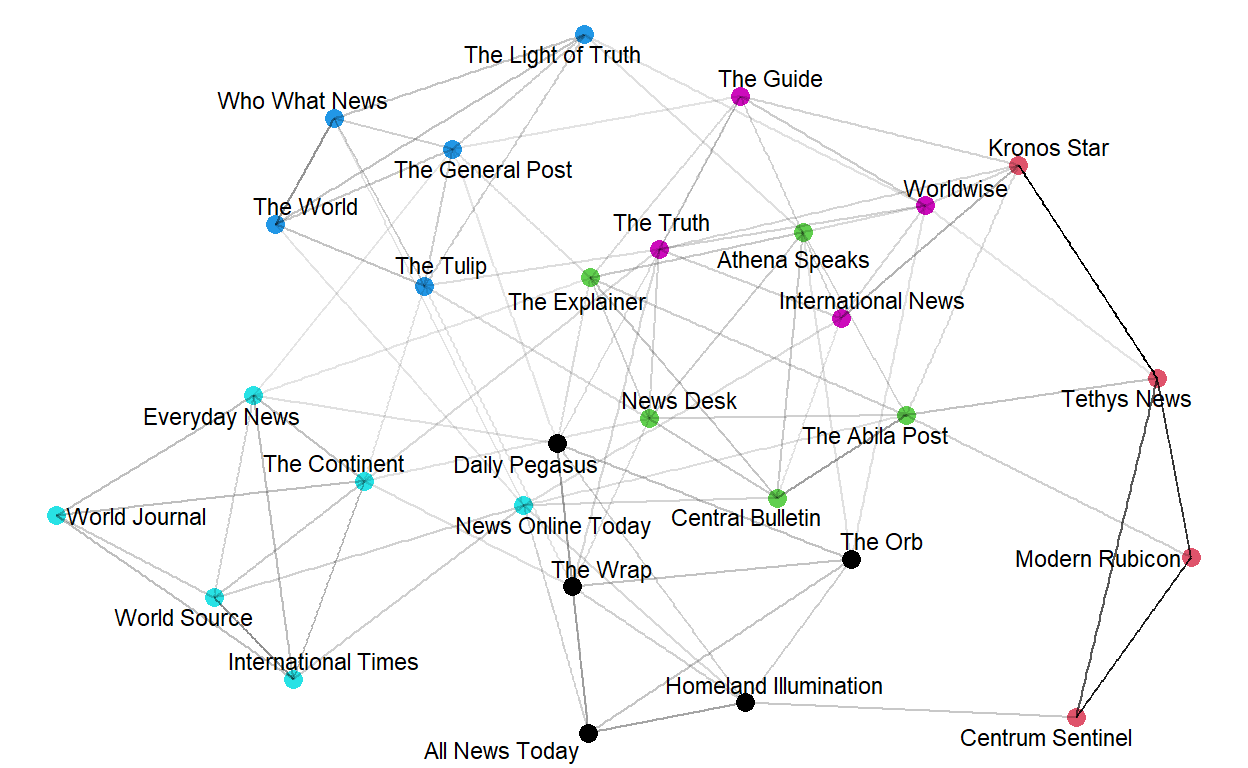 The Light of Truth
The Guide
Who What News
Kronos Star
The General Post
Worldwise
The World
The Truth
Athena Speaks
The Tulip
The Explainer
International News
Tethys News
News Desk
Everyday News
The Abila Post
The Continent
Daily Pegasus
World Journal
Central Bulletin
News Online Today
The Orb
Modern Rubicon
The Wrap
World Source
International Times
Homeland Illumination
Centrum Sentinel
All News Today